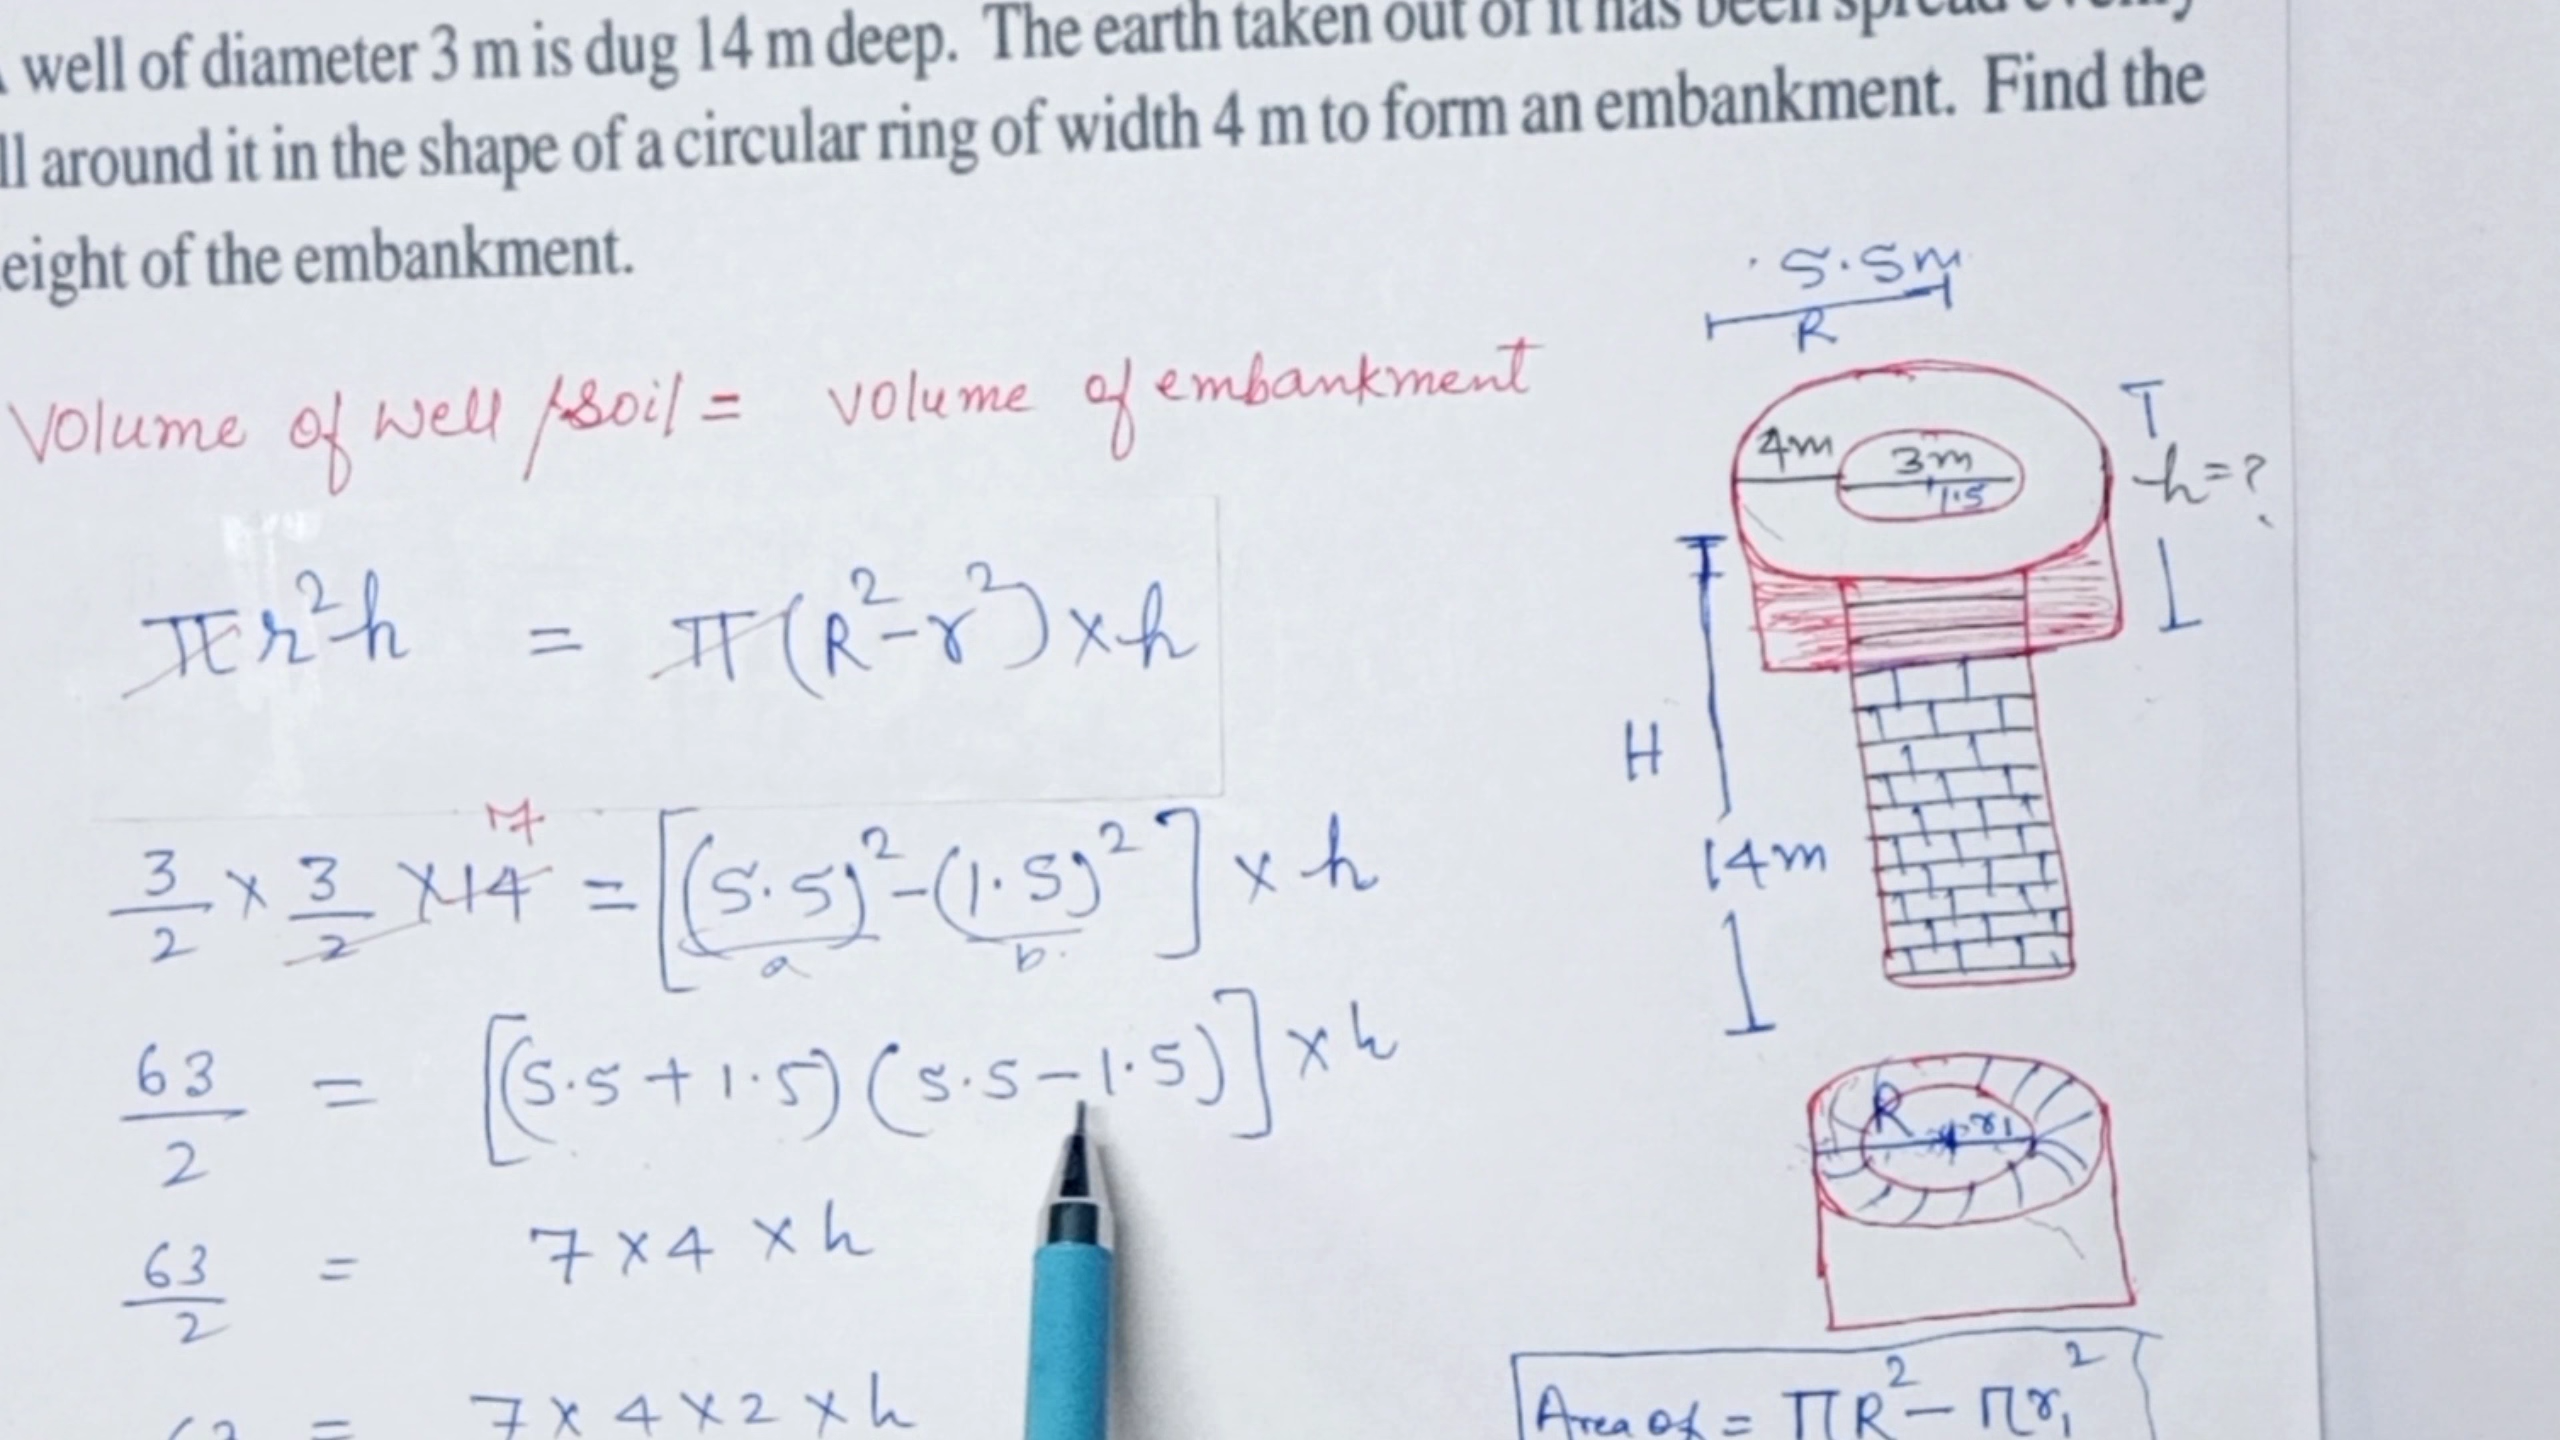 well of diameter 3 m is dug 14 m deep. The earth taken out of it has been spread evenly
ll around it in the shape of a circular ring of width 4 m to form an embankment. Find the
eight of the embankment.
5.5m
R
Volume of well / soil = volume of embankment
4m 3m 1.5
h=?
πr²h = π(R²-r²)×h
H
14m
7
3/2 × 3/2 ×14 = [(5.5)²-(1.5)²] × h
a b
63/2 = [(5.5+1.5)(5.5-1.5)]×h
R r₁
63/2 = 7×4 ×h
63 = 7×4×2×h
Area of = πR²-πr₁²